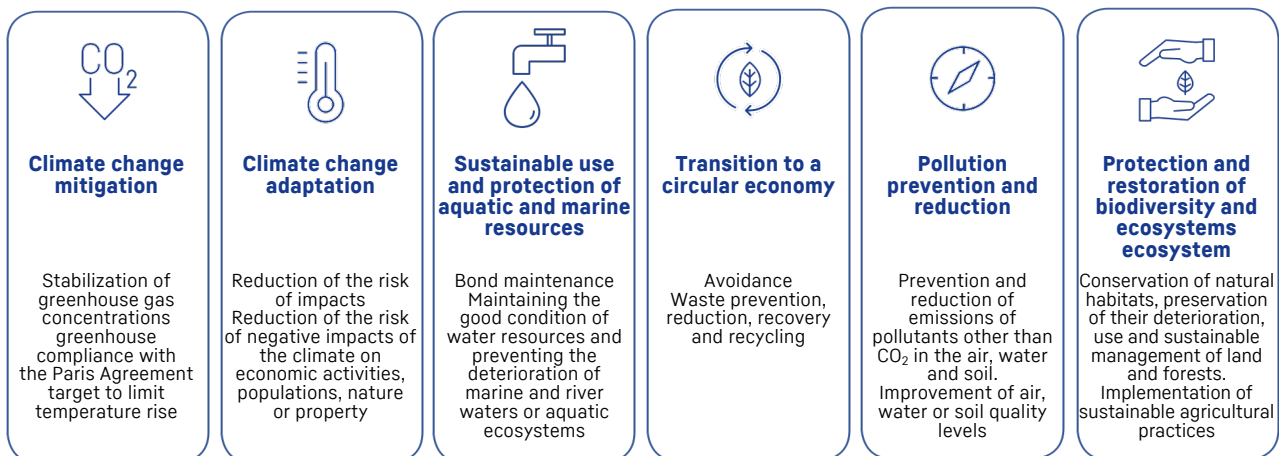 CO2
Climate change
mitigation
Stabilization of
greenhouse gas
concentrations
greenhouse
compliance with
the Paris Agreement
target to limit
temperature rise
Climate change
adaptation
Reduction of the risk
of impacts
Reduction of the risk
of negative impacts of
the climate on
economic activities,
populations, nature
or property
Sustainable use
and protection of
aquatic and marine
resources
Bond maintenance
Maintaining the
good condition of
water resources and
preventing the
deterioration of
marine and river
waters or aquatic
ecosystems
Transition to a
circular economy
Avoidance
Waste prevention,
reduction, recovery
and recycling
Pollution
prevention and
reduction
Prevention and
reduction of
emissions of
pollutants other than
CO2 in the air, water
and soil.
Improvement of air,
water or soil quality
levels
Protection and
restoration of
biodiversity and
ecosystems
ecosystem
Conservation of natural
habitats, preservation
of their deterioration,
use and sustainable
management of land
and forests.
Implementation of
sustainable agricultural
practices